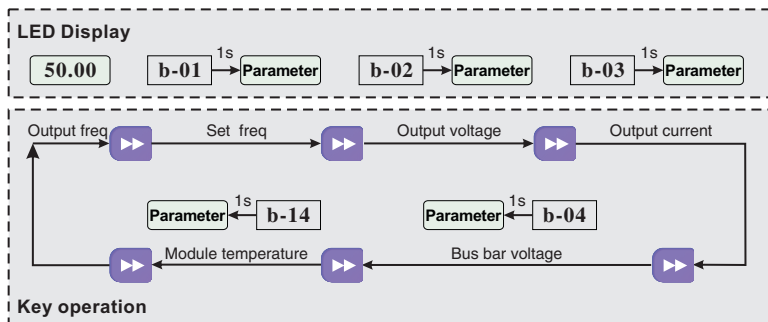 LED Display
1s 1s 1s
50.00 b-01 Parameter b-02 Parameter b-03 Parameter
Output freq Set freq Output voltage Output current
1s 1s
Parameter b-14 Parameter b-04
Module temperature Bus bar voltage
Key operation